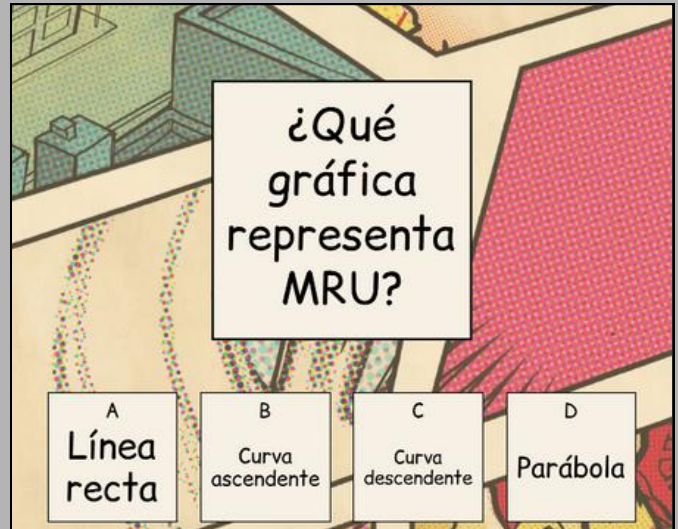 ¿Qué
gráfica
representa
MRU?
A
Línea
recta
B
Curva
ascendente
C
Curva
descendente
D
Parábola